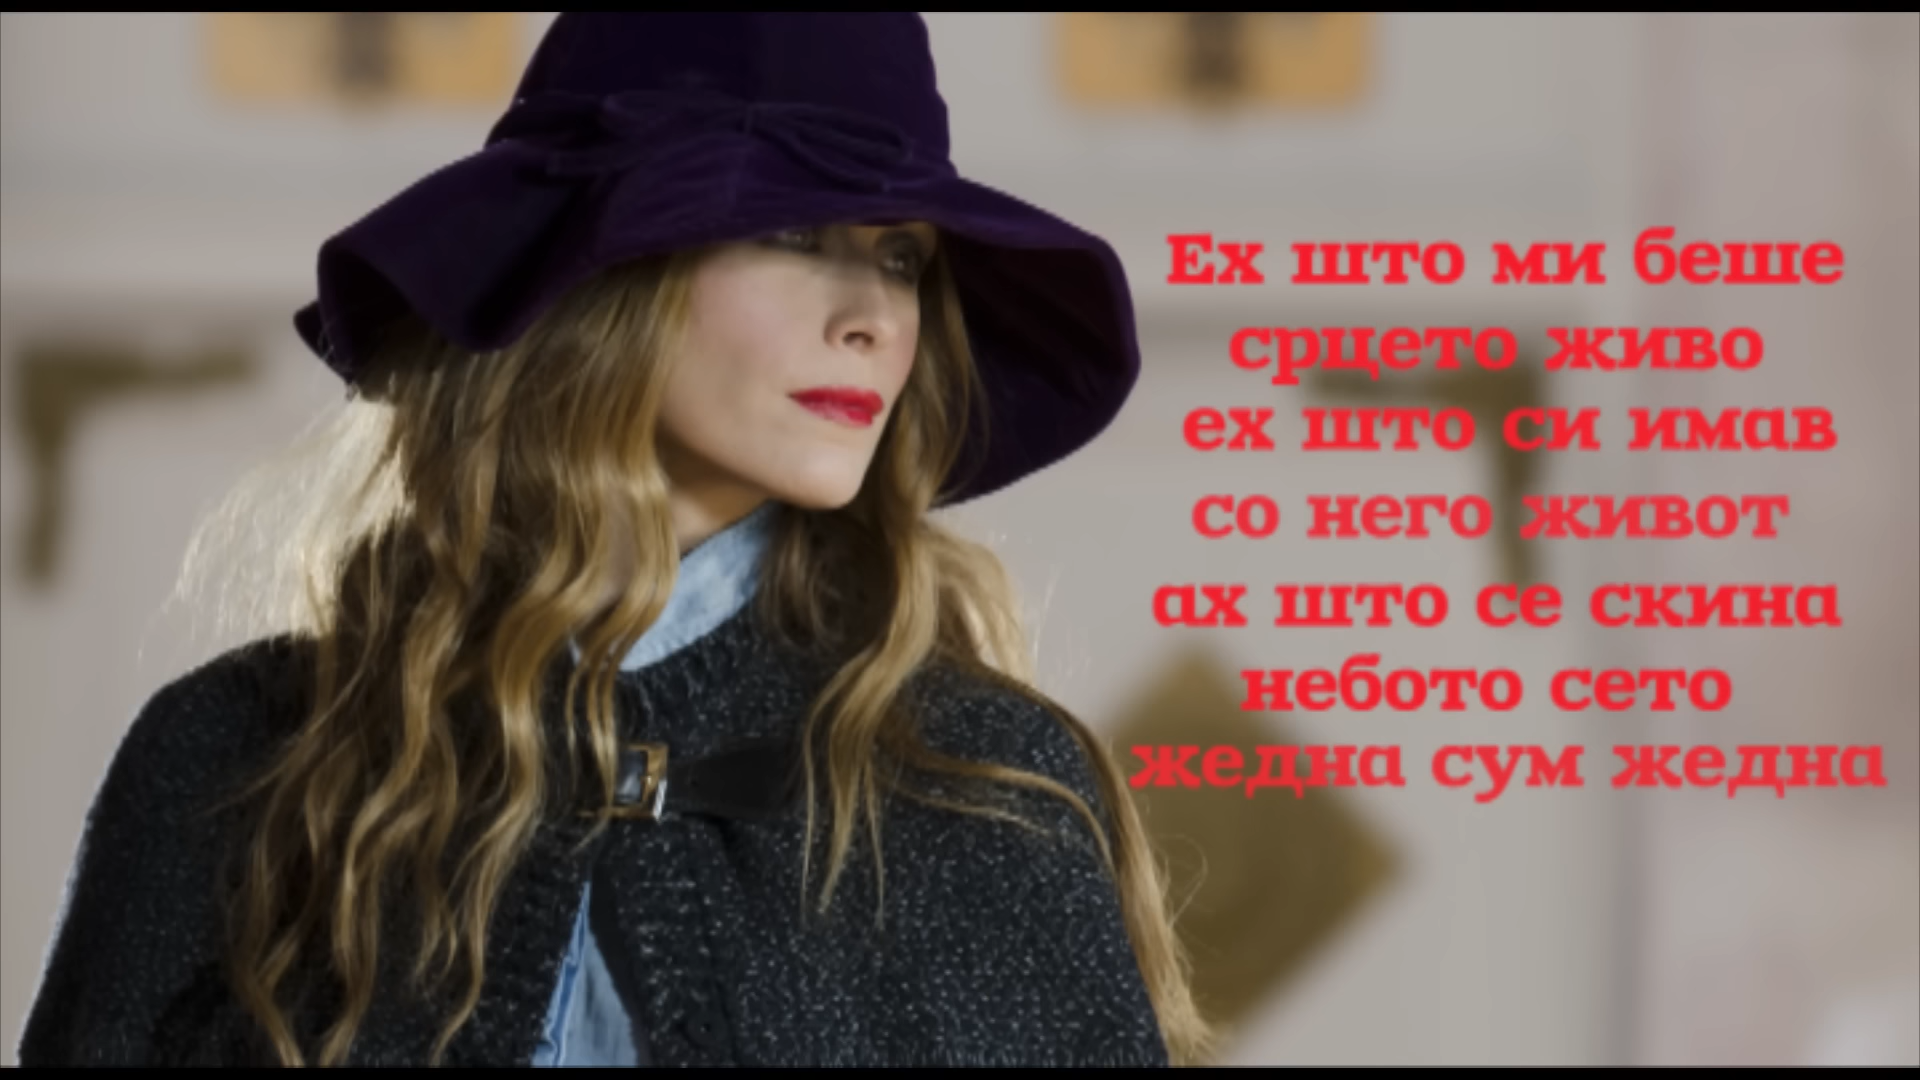 Ех што ми беше
срцето живо
ех што си имав
со него живот
ах што се скина
небото сето
жедна сум жедна